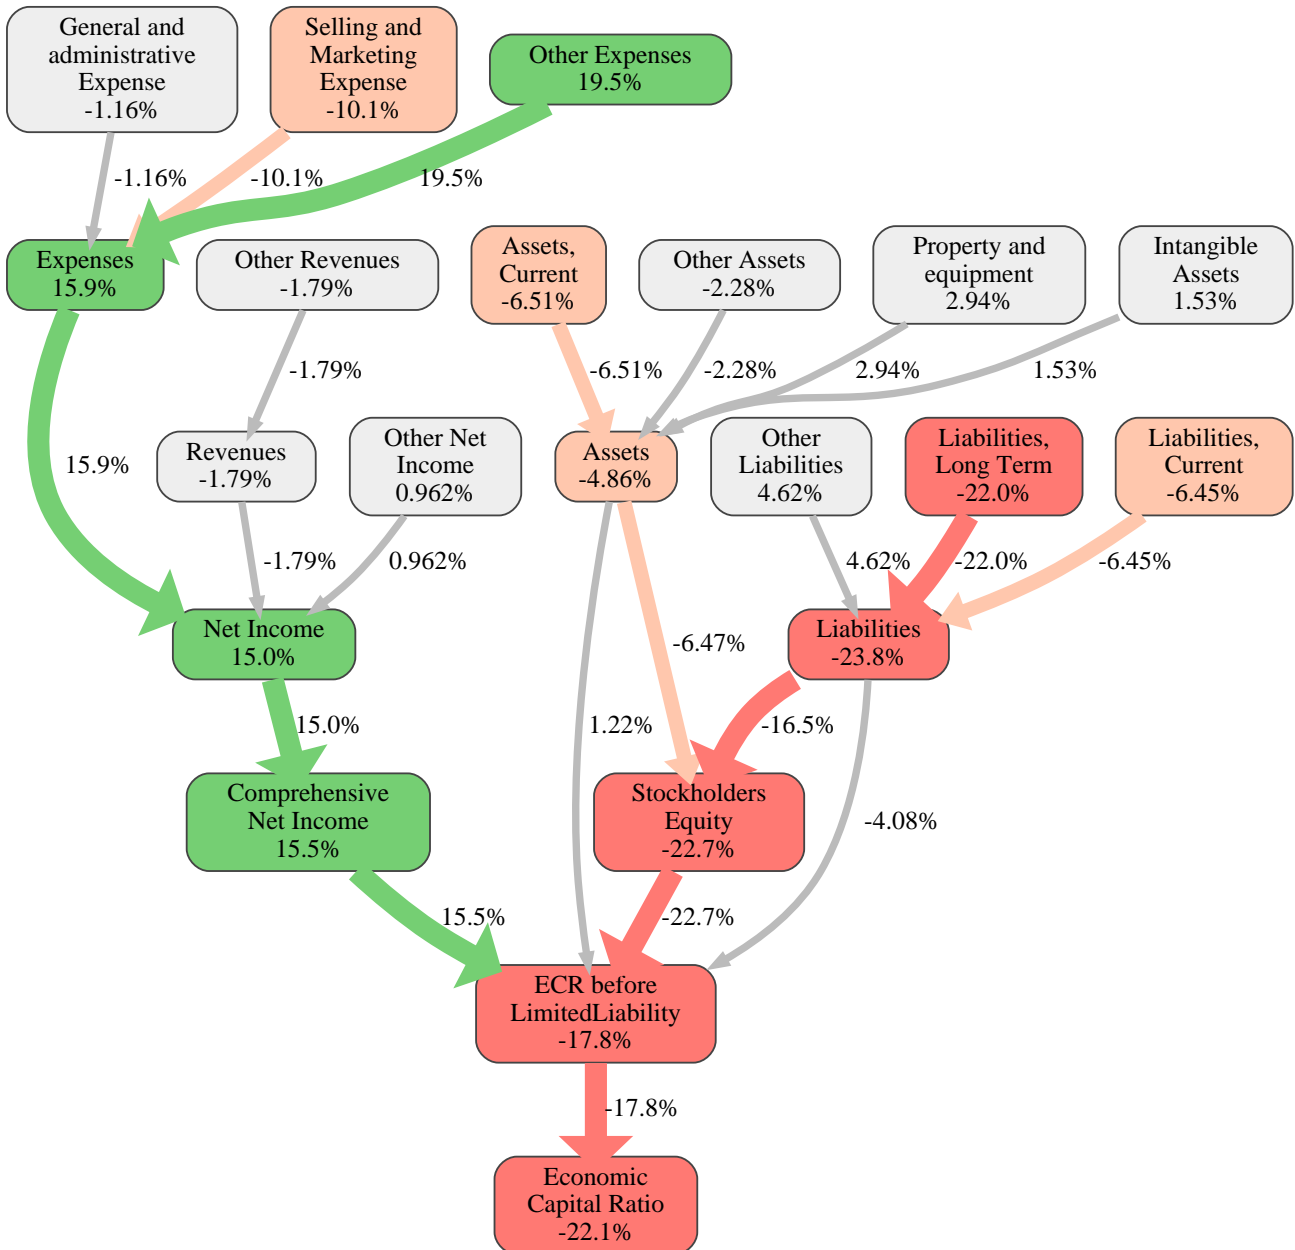 General and
administrative
Expense
-1.16%
Selling and
Marketing
Expense
-10.1%
Other Expenses
19.5%
-1.16%
-10.1%
19.5%
Expenses
15.9%
Other Revenues
-1.79%
Assets,
Current
-6.51%
Other Assets
-2.28%
Property and
equipment
2.94%
Intangible
Assets
1.53%
-1.79%
-6.51%
-2.28%
2.94%
1.53%
15.9%
Revenues
-1.79%
Other Net
Income
0.962%
Assets
-4.86%
Other
Liabilities
4.62%
Liabilities,
Long Term
-22.0%
Liabilities,
Current
-6.45%
-1.79%
0.962%
4.62%
-22.0%
-6.45%
Net Income
15.0%
-6.47%
Liabilities
-23.8%
15.0%
1.22%
-16.5%
Comprehensive
Net Income
15.5%
Stockholders
Equity
-22.7%
-4.08%
15.5%
-22.7%
ECR before
LimitedLiability
-17.8%
-17.8%
Economic
Capital Ratio
-22.1%